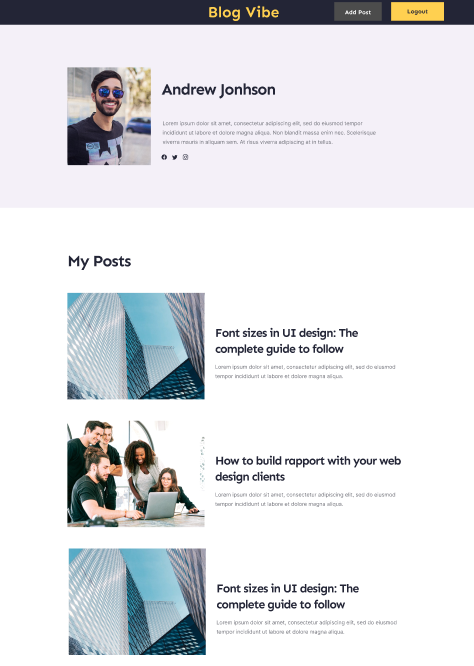 Blog Vibe
Add Post
Logout
Andrew Jonhson
Lorem ipsum dolor sit amet, consectetur adipiscing elit, sed do eiusmod tempor
incididunt ut labore et dolore magna aliqua. Non blandit massa enim nec. Scelerisque
viverra mauris in aliquam sem. At risus viverra adipiscing at in tellus.
My Posts
Font sizes in UI design: The
complete guide to follow
Lorem ipsum dolor sit amet, consectetur adipiscing elit, sed do eiusmod
tempor incididunt ut labore et dolore magna aliqua.
How to build rapport with your web
design clients
Lorem ipsum dolor sit amet, consectetur adipiscing elit, sed do eiusmod
tempor incididunt ut labore et dolore magna aliqua.
Font sizes in UI design: The
complete guide to follow
Lorem ipsum dolor sit amet, consectetur adipiscing elit, sed do eiusmod
tempor incididunt ut labore et dolore magna aliqua.